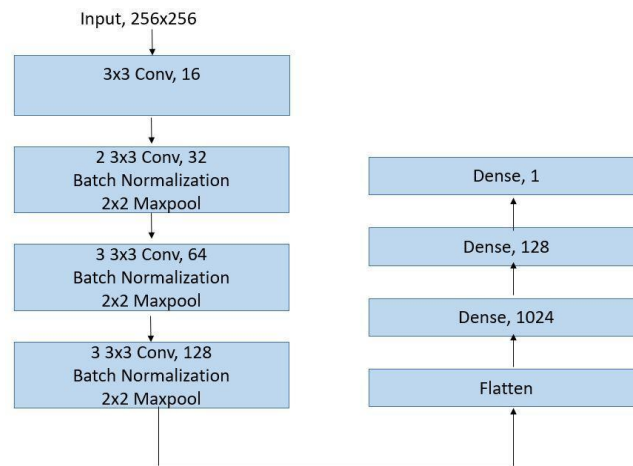 Input, 256x256
3x3 Conv, 16
2 3x3 Conv, 32
Batch Normalization
2x2 Maxpool
3 3x3 Conv, 64
Batch Normalization
2x2 Maxpool
3 3x3 Conv, 128
Batch Normalization
2x2 Maxpool
Dense, 1
Dense, 128
Dense, 1024
Flatten